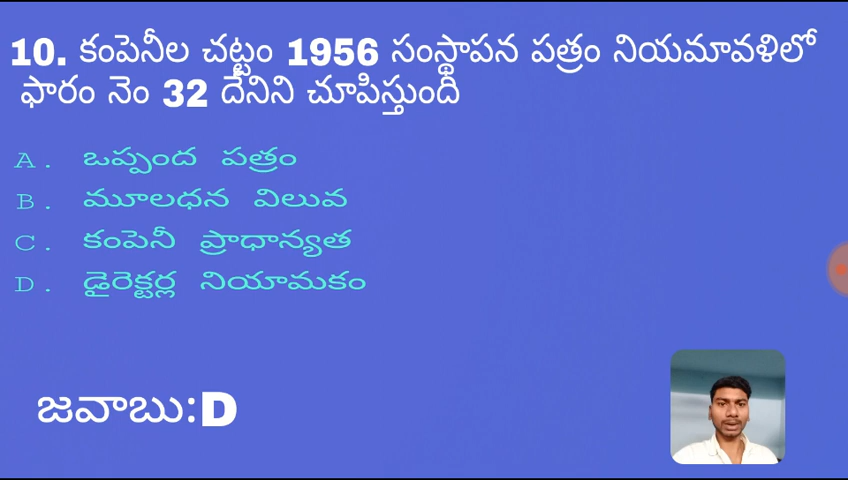 10. కంపెనీల చట్టం 1956 సంస్థాపన పత్రం నియమావళిలో
ఫారం నెం 32 దేనిని చూపిస్తుంది
A. ఒప్పంద పత్రం
B. మూలధన విలువ
C. కంపెనీ ప్రాధాన్యత
D. డైరెక్టర్ల నియామకం
జవాబు:D